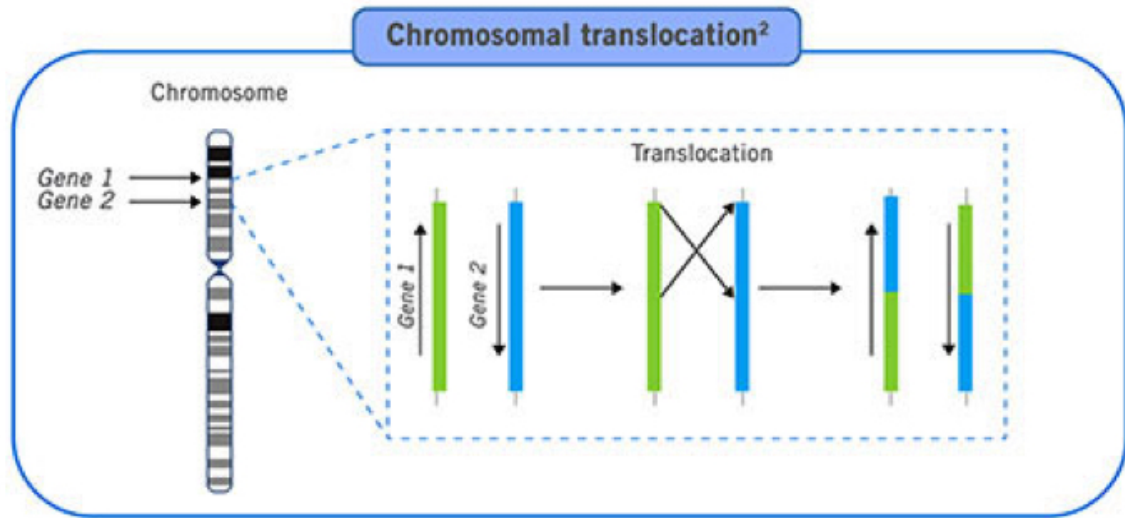 Chromosomal translocation²
Chromosome
Gene 1
Gene 2
Translocation
Gene 1
Gene 2